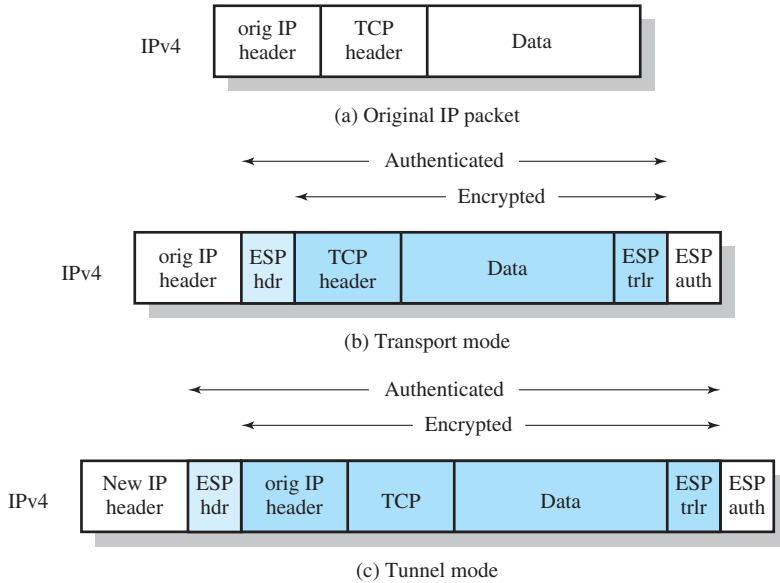 IPv4
orig IP
header
TCP
header
Data
(a) Original IP packet
Authenticated
Encrypted
IPv4
orig IP
header
ESP
hdr
TCP
header
Data
ESP
trlr
ESP
auth
(b) Transport mode
Authenticated
Encrypted
IPv4
New IP
header
ESP
hdr
orig IP
header
TCP
Data
ESP
trlr
ESP
auth
(c) Tunnel mode